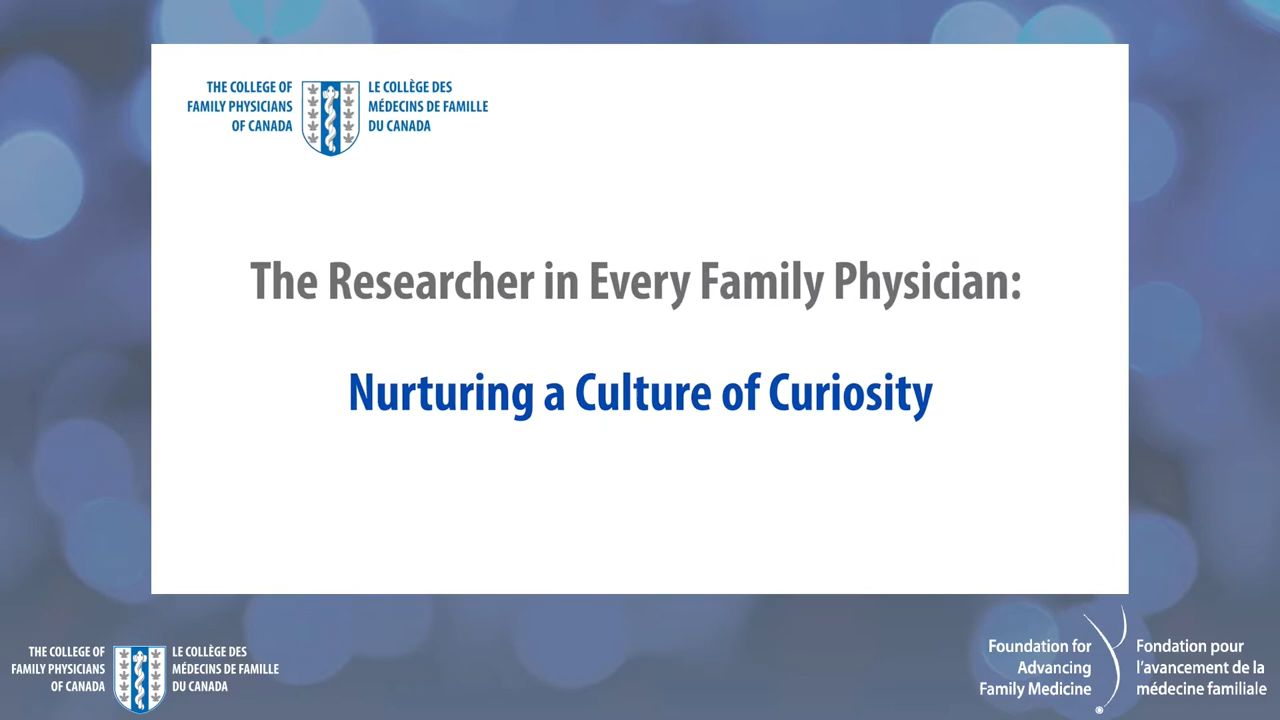 THE COLLEGE OF
FAMILY PHYSICIANS
OF CANADA
LE COLLÈGE DES
MÉDECINS DE FAMILLE
DU CANADA
The Researcher in Every Family Physician:
Nurturing a Culture of Curiosity
THE COLLEGE OF
FAMILY PHYSICIANS
OF CANADA
LE COLLÈGE DES
MÉDECINS DE FAMILLE
DU CANADA
Foundation for
Advancing
Family Medicine
Fondation pour
l'avancement de la
médecine familiale